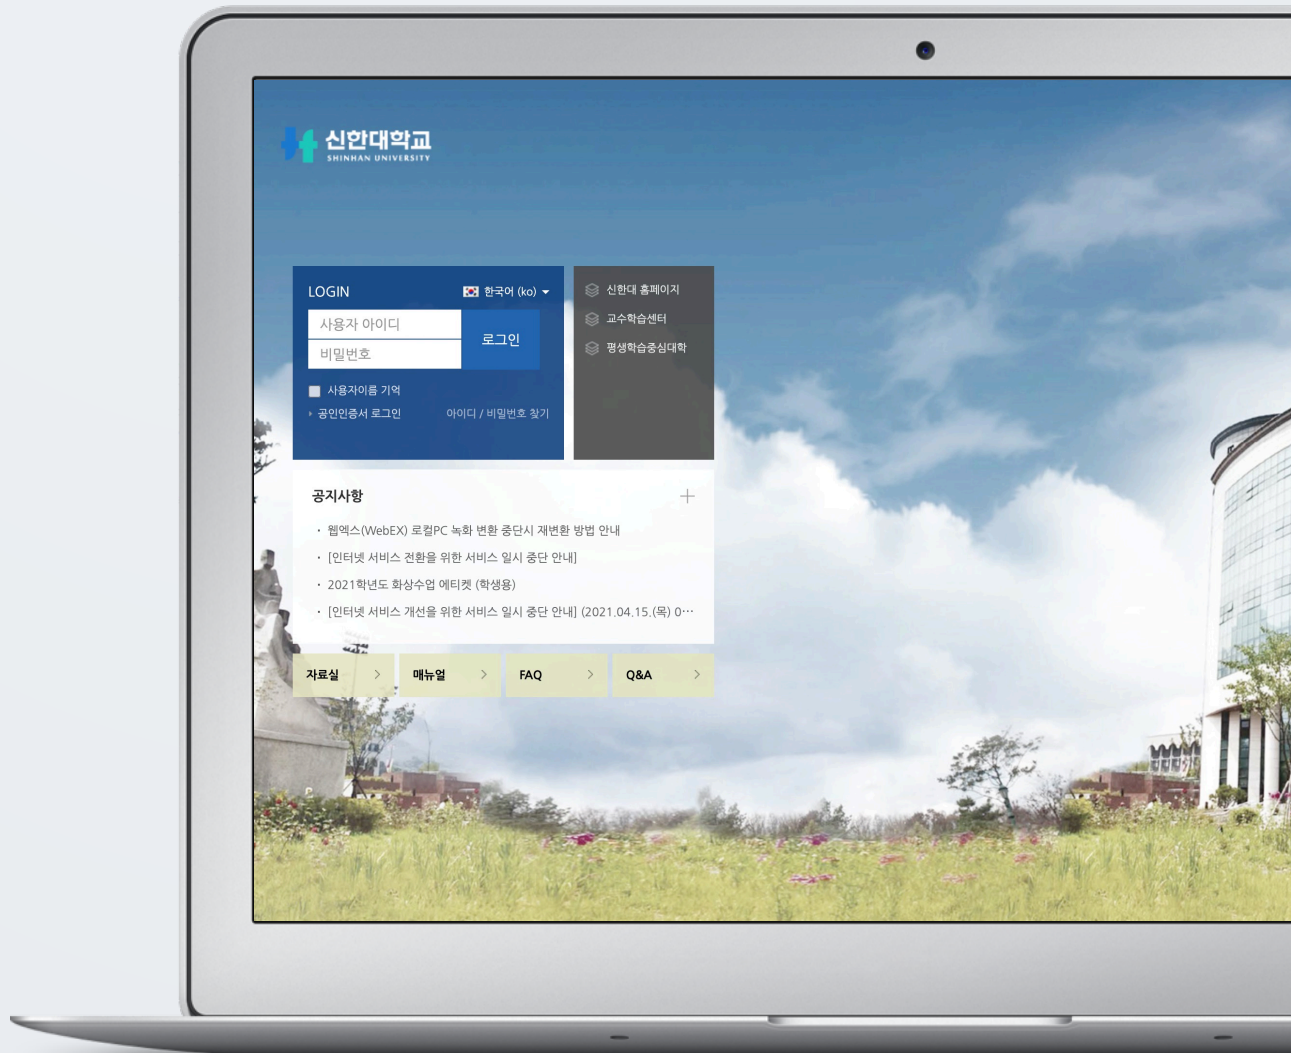 신한대학교
SHINHAN UNIVERSITY
LOGIN
한국어 (ko)
사용자 아이디
비밀번호
로그인
사용자이름 기억
공인인증서 로그인
아이디 / 비밀번호 찾기
신한대 홈페이지
교수학습센터
평생학습중심대학
공지사항
· 웹엑스(WebEX) 로컬PC 녹화 변환 중단시 재변환 방법 안내
· [인터넷 서비스 전환을 위한 서비스 일시 중단 안내]
· 2021학년도 화상수업 에티켓 (학생용)
· [인터넷 서비스 개선을 위한 서비스 일시 중단 안내] (2021.04.15.(목) 0···
자료실
매뉴얼
FAQ
Q&A